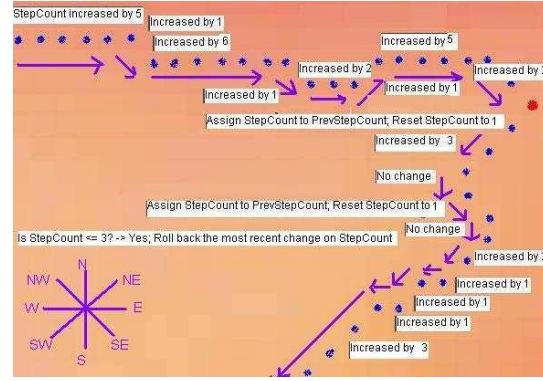 StepCount increased by 5
Increased by 1
Increased by 6
Increased by 5
Increased by 2
Increased by
Increased by 1
Increased by 1
Assign StepCount to PrevStepCount; Reset StepCount to 1
Increased by 3
No change
Assign StepCount to PrevStepCount; Reset StepCount to 1
No change
Is StepCount <= 3? -> Yes; Roll back the most recent change on StepCount
Increased by
N
NW
NE
Increased by 1
W
E
Increased by 1
SW
SE
Increased by 3
S